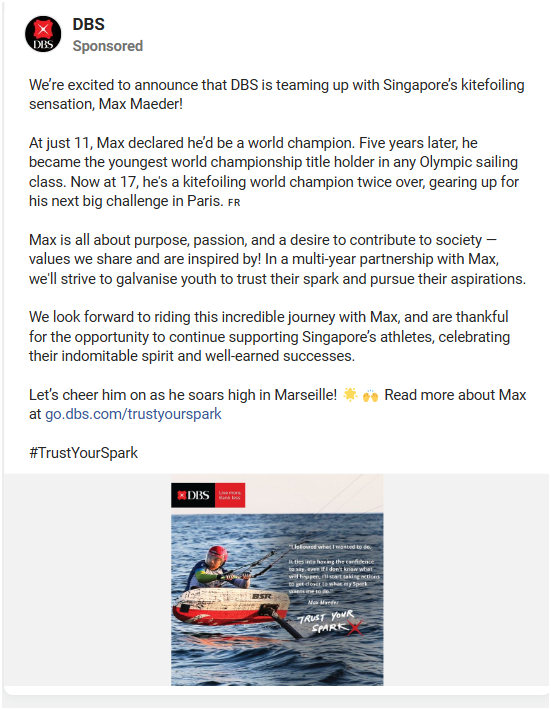 DBS
Sponsored
We're excited to announce that DBS is teaming up with Singapore's kitefoiling
sensation, Max Maeder!
At just 11, Max declared he'd be a world champion. Five years later, he
became the youngest world championship title holder in any Olympic sailing
class. Now at 17, he's a kitefoiling world champion twice over, gearing up for
his next big challenge in Paris. FR
Max is all about purpose, passion, and a desire to contribute to society —
values we share and are inspired by! In a multi-year partnership with Max,
we'll strive to galvanise youth to trust their spark and pursue their aspirations.
We look forward to riding this incredible journey with Max, and are thankful
for the opportunity to continue supporting Singapore's athletes, celebrating
their indomitable spirit and well-earned successes.
Let's cheer him on as he soars high in Marseille! 🌟 🙌 Read more about Max
at go.dbs.com/trustyourspark
#TrustYourSpark
DBS
Live more,
Bank less
"I followed what I wanted to do.
It ties into having the confidence
to say, even if I don't know what
will happen, I'll start taking actions
to get closer to what my Spark
wants me to do."
Max Maeder
TRUST YOUR
SPARK
BSR